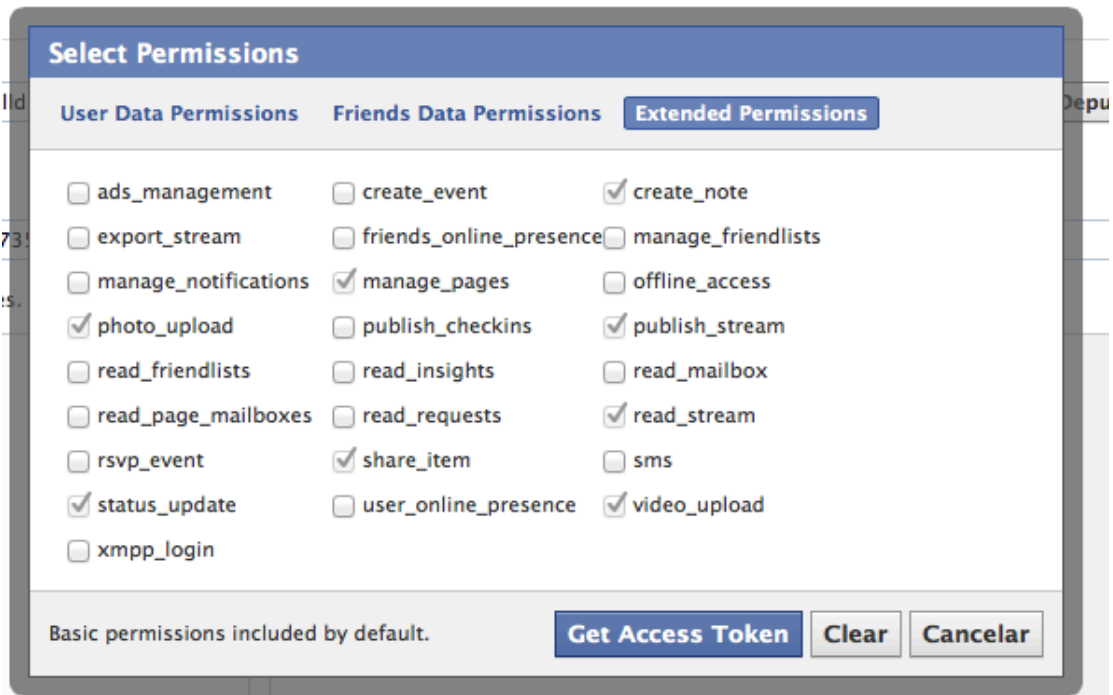 Select Permissions
User Data Permissions Friends Data Permissions Extended Permissions
ads_management create_event create_note
export_stream friends_online_presence manage_friendlists
manage_notifications manage_pages offline_access
photo_upload publish_checkins publish_stream
read_friendlists read_insights read_mailbox
read_page_mailboxes read_requests read_stream
rsvp_event share_item sms
status_update user_online_presence video_upload
xmpp_login
Basic permissions included by default. Get Access Token Clear Cancelar